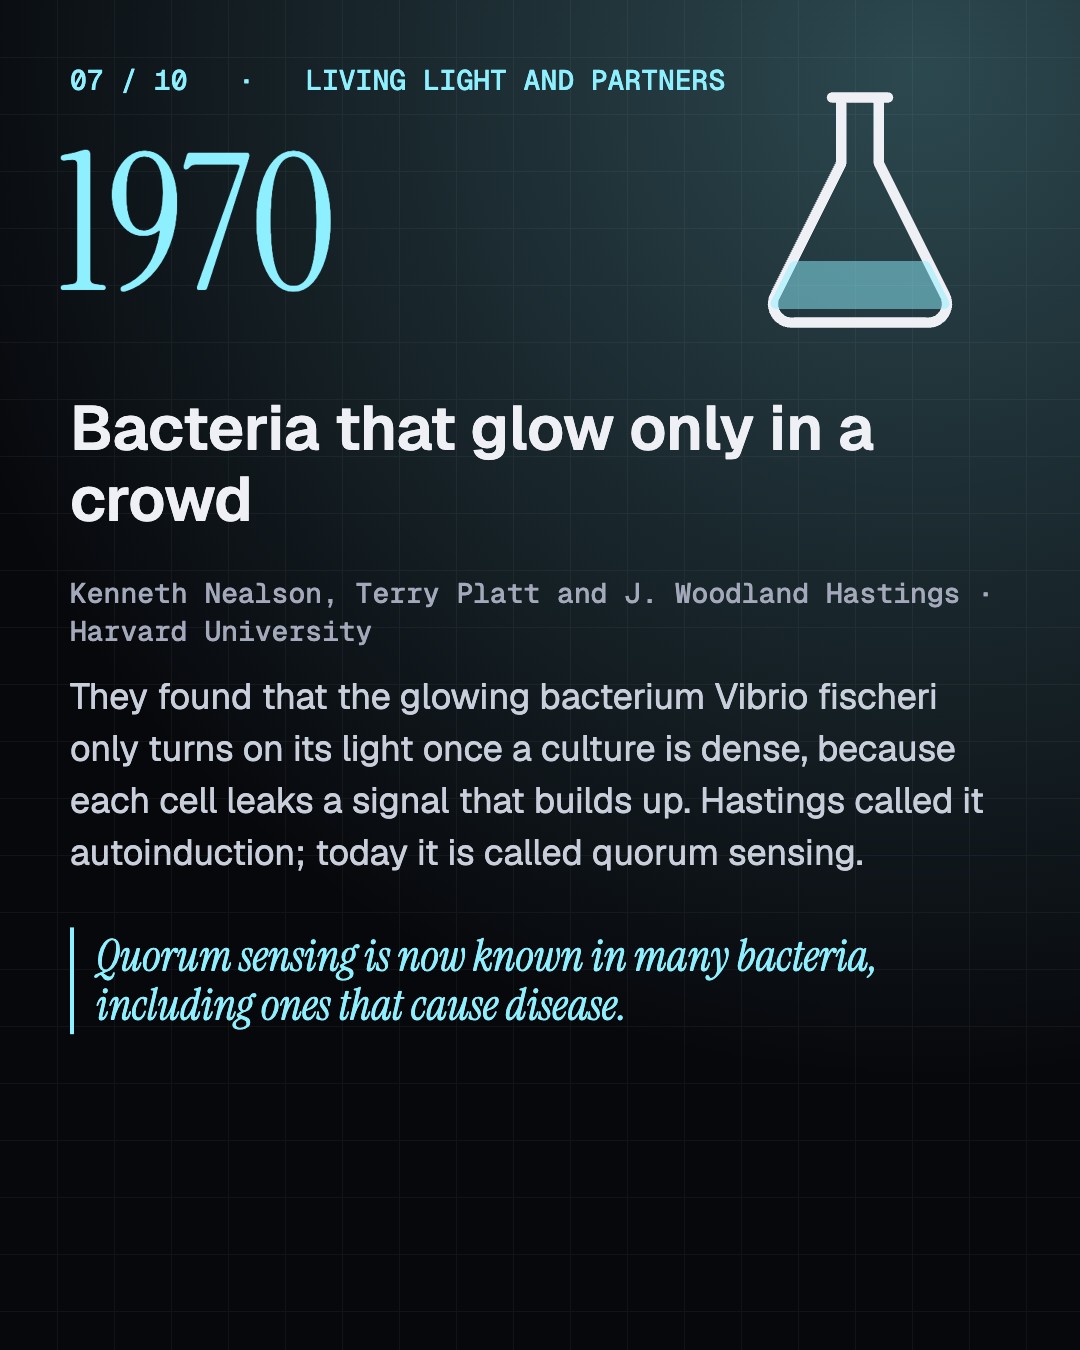 07 / 10 · LIVING LIGHT AND PARTNERS
1970
Bacteria that glow only in a
crowd
Kenneth Nealson, Terry Platt and J. Woodland Hastings ·
Harvard University
They found that the glowing bacterium Vibrio fischeri
only turns on its light once a culture is dense, because
each cell leaks a signal that builds up. Hastings called it
autoinduction; today it is called quorum sensing.
Quorum sensing is now known in many bacteria,
including ones that cause disease.